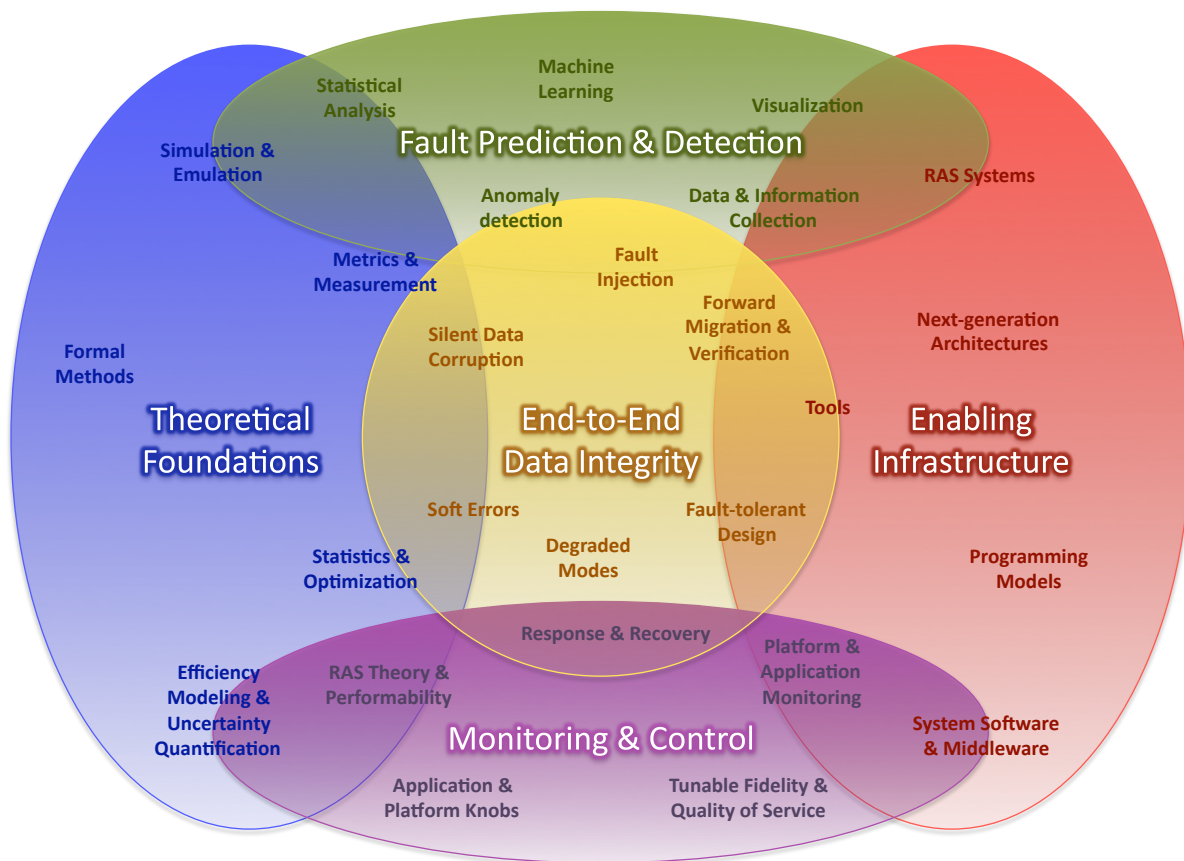 Machine
Learning
Statistical
Analysis
Visualization
Fault Prediction & Detection
Simulation &
Emulation
RAS Systems
Anomaly
detection
Data & Information
Collection
Metrics &
Measurement
Fault
Injection
Forward
Migration &
Verification
Silent Data
Corruption
Next-generation
Architectures
Formal
Methods
Tools
Theoretical
Foundations
End-to-End
Data Integrity
Enabling
Infrastructure
Soft Errors
Fault-tolerant
Design
Degraded
Modes
Statistics &
Optimization
Programming
Models
Response & Recovery
Platform &
Application
Monitoring
Efficiency
Modeling &
Uncertainty
Quantification
RAS Theory &
Performability
System Software
& Middleware
Monitoring & Control
Application &
Platform Knobs
Tunable Fidelity &
Quality of Service